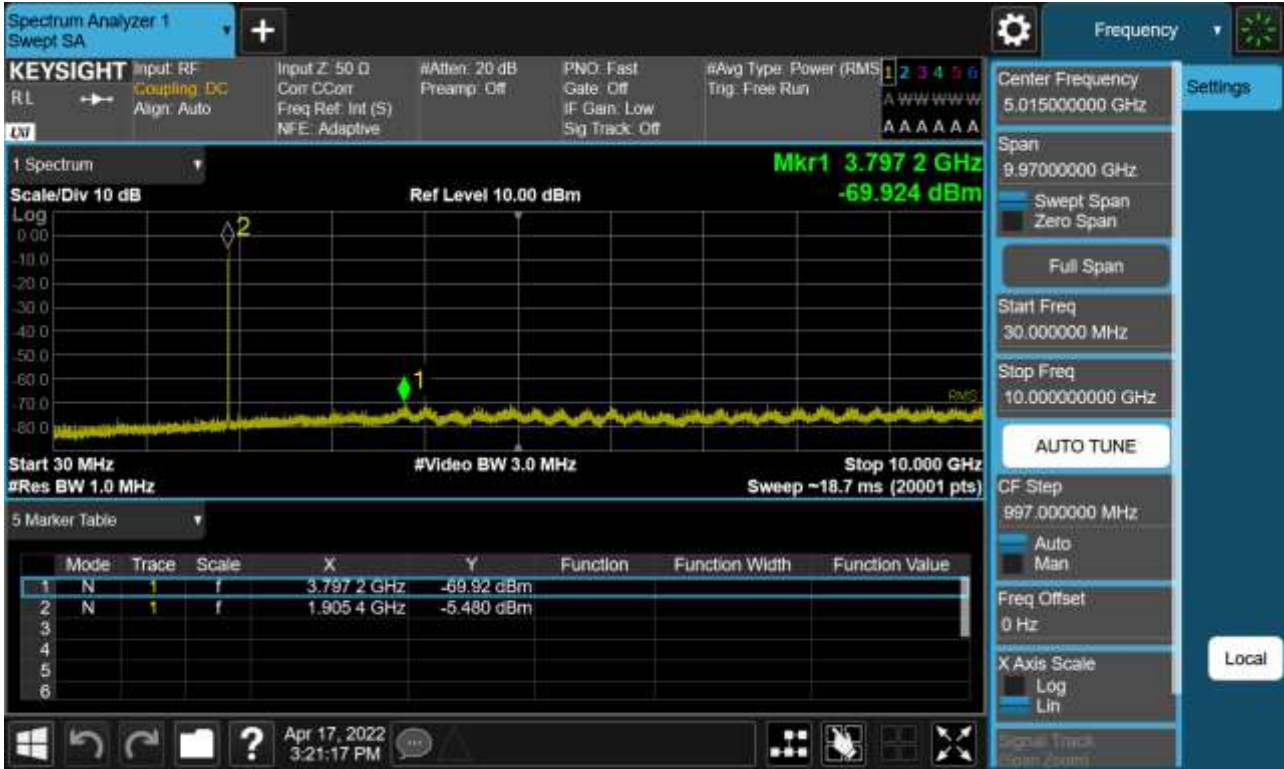 Spectrum Analyzer 1
Swept SA
+
Frequency
KEYSIGHT
RL
LXI
Input: RF
Coupling: DC
Align: Auto
Input Z: 50 Ω
Corr CCorr
Freq Ref: Int (S)
NFE: Adaptive
#Atten: 20 dB
Preamp: Off
PNO: Fast
Gate: Off
IF Gain: Low
Sig Track: Off
#Avg Type: Power (RMS
Trig: Free Run
1 2 3 4 5 6
A W W W W W
A A A A A A
1 Spectrum
Mkr1 3.797 2 GHz
-69.924 dBm
Scale/Div 10 dB
Ref Level 10.00 dBm
Log
0.00
-10.0
-20.0
-30.0
-40.0
-50.0
-60.0
-70.0
-80.0
2
1
RMS
Start 30 MHz
#Video BW 3.0 MHz
Stop 10.000 GHz
#Res BW 1.0 MHz
Sweep ~18.7 ms (20001 pts)
5 Marker Table
Mode Trace Scale X Y Function Function Width Function Value
1 N 1 f 3.797 2 GHz -69.92 dBm
2 N 1 f 1.905 4 GHz -5.480 dBm
3
4
5
6
?
Apr 17, 2022
3:21:17 PM
Center Frequency
5.015000000 GHz
Settings
Span
9.97000000 GHz
Swept Span
Zero Span
Full Span
Start Freq
30.000000 MHz
Stop Freq
10.000000000 GHz
AUTO TUNE
CF Step
997.000000 MHz
Auto
Man
Freq Offset
0 Hz
X Axis Scale
Log
Lin
Local
Signal Track
(Span Zoom)